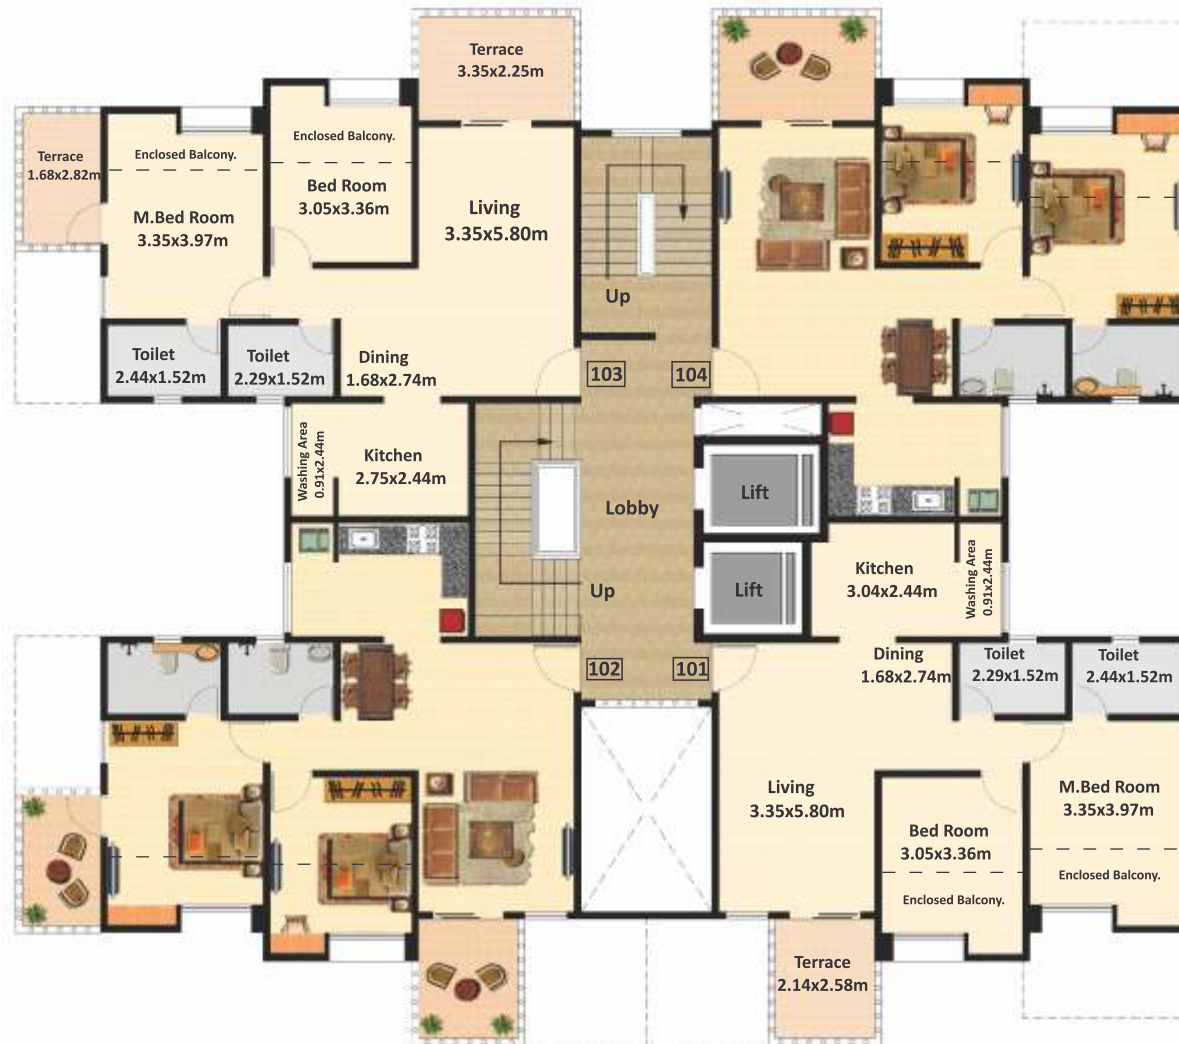 Terrace
3.35x2.25m
Enclosed Balcony.
Bed Room
3.05x3.36m
Terrace
1.68x2.82m
Enclosed Balcony.
M.Bed Room
3.35x3.97m
Living
3.35x5.80m
Up
Toilet
2.44x1.52m
Toilet
2.29x1.52m
Dining
1.68x2.74m
103
104
Washing Area
0.91x2.44m
Kitchen
2.75x2.44m
Lobby
Lift
Lift
Up
Kitchen
3.04x2.44m
Washing Area
0.91x2.44m
102
101
Dining
1.68x2.74m
Toilet
2.29x1.52m
Toilet
2.44x1.52m
Living
3.35x5.80m
Bed Room
3.05x3.36m
Enclosed Balcony.
M.Bed Room
3.35x3.97m
Enclosed Balcony.
Terrace
2.14x2.58m